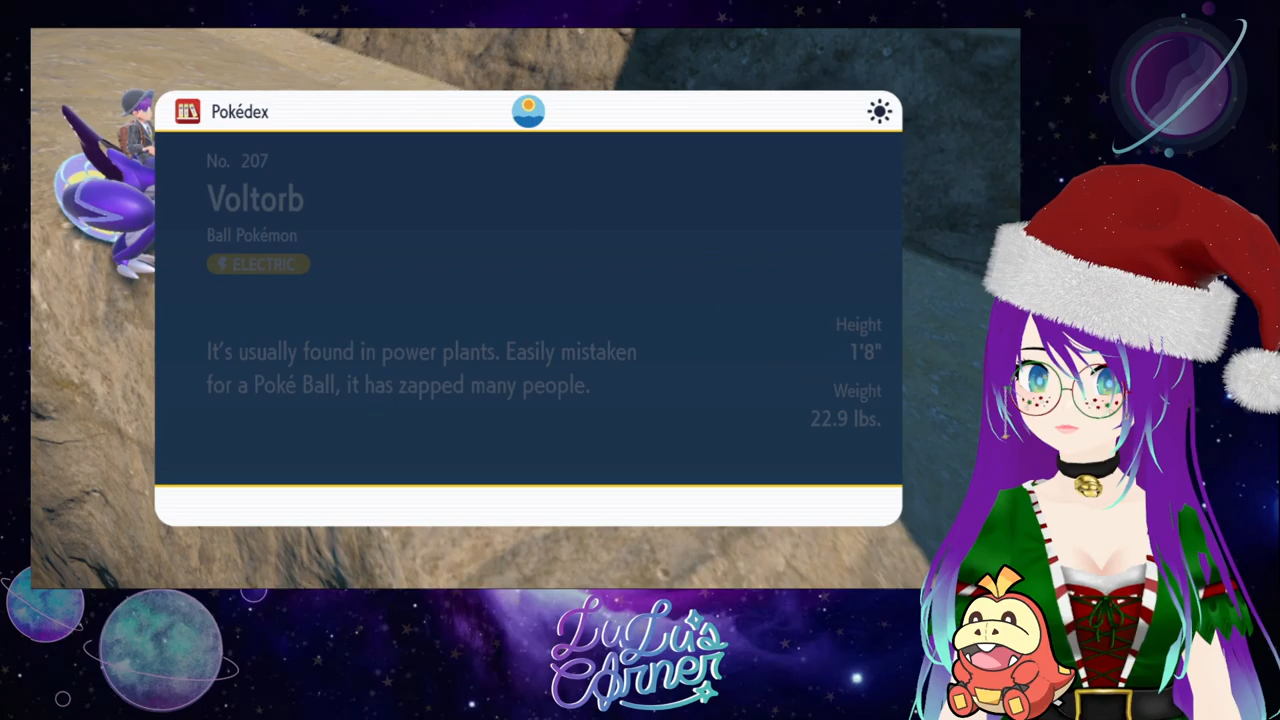 Pokédex
No. 207
Voltorb
Ball Pokémon
ELECTRIC
It's usually found in power plants. Easily mistaken
for a Poké Ball, it has zapped many people.
Height
1'8"
Weight
22.9 lbs.
LuLu's
Corner